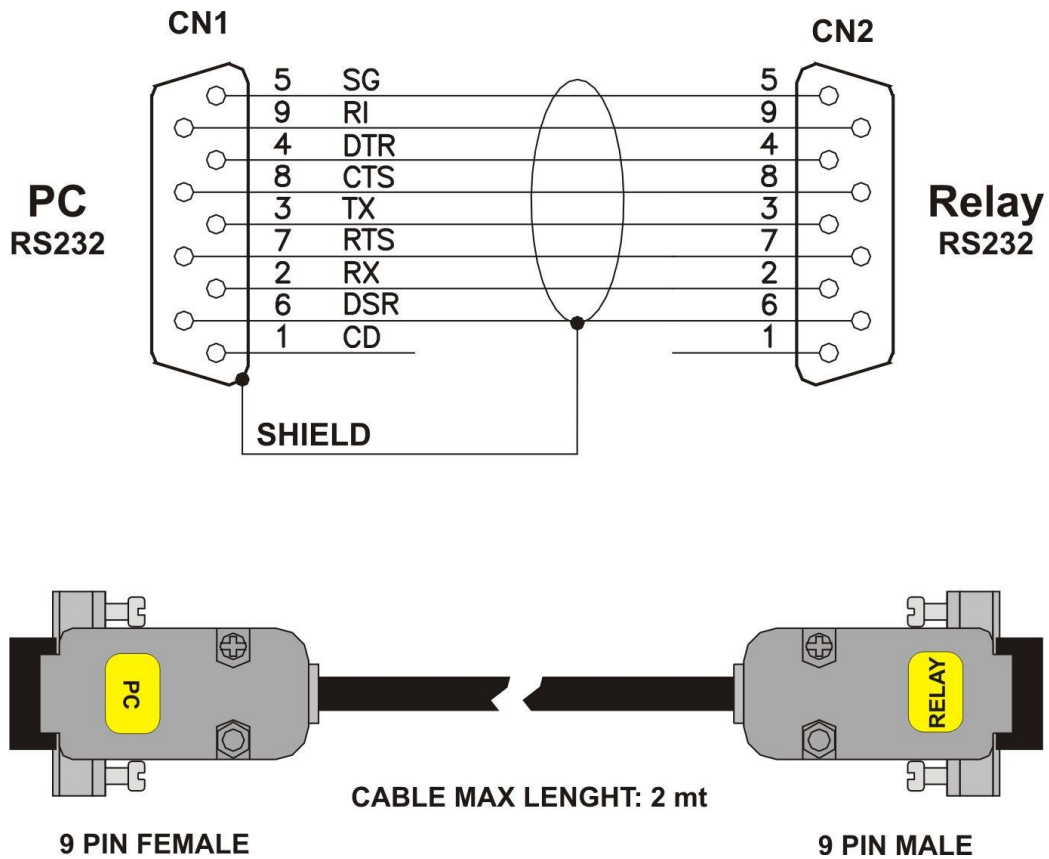 CN1
CN2
5 SG 5
9 RI 9
4 DTR 4
8 CTS 8
3 TX 3
7 RTS 7
2 RX 2
6 DSR 6
1 CD 1
PC
RS232
Relay
RS232
SHIELD
PC
RELAY
CABLE MAX LENGHT: 2 mt
9 PIN FEMALE
9 PIN MALE